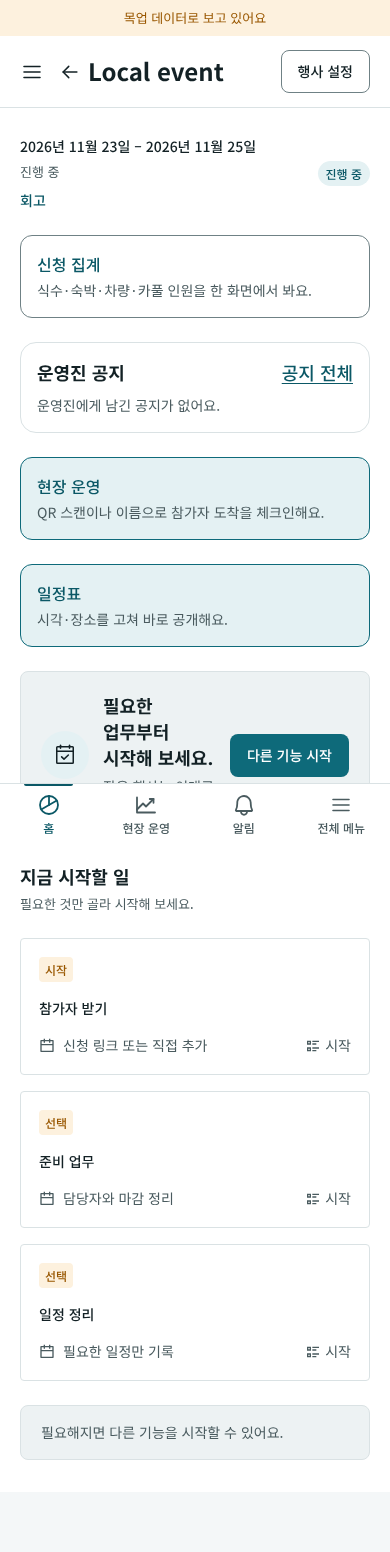 목업 데이터로 보고 있어요
Local event
행사 설정
2026년 11월 23일 – 2026년 11월 25일
진행 중
진행 중
회고
신청 집계
식수·숙박·차량·카풀 인원을 한 화면에서 봐요.
운영진 공지
공지 전체
운영진에게 남긴 공지가 없어요.
현장 운영
QR 스캔이나 이름으로 참가자 도착을 체크인해요.
일정표
시각·장소를 고쳐 바로 공개해요.
필요한
업무부터
시작해 보세요.
다른 기능 시작
홈
현장 운영
알림
전체 메뉴
지금 시작할 일
필요한 것만 골라 시작해 보세요.
시작
참가자 받기
신청 링크 또는 직접 추가
시작
선택
준비 업무
담당자와 마감 정리
시작
선택
일정 정리
필요한 일정만 기록
시작
필요해지면 다른 기능을 시작할 수 있어요.